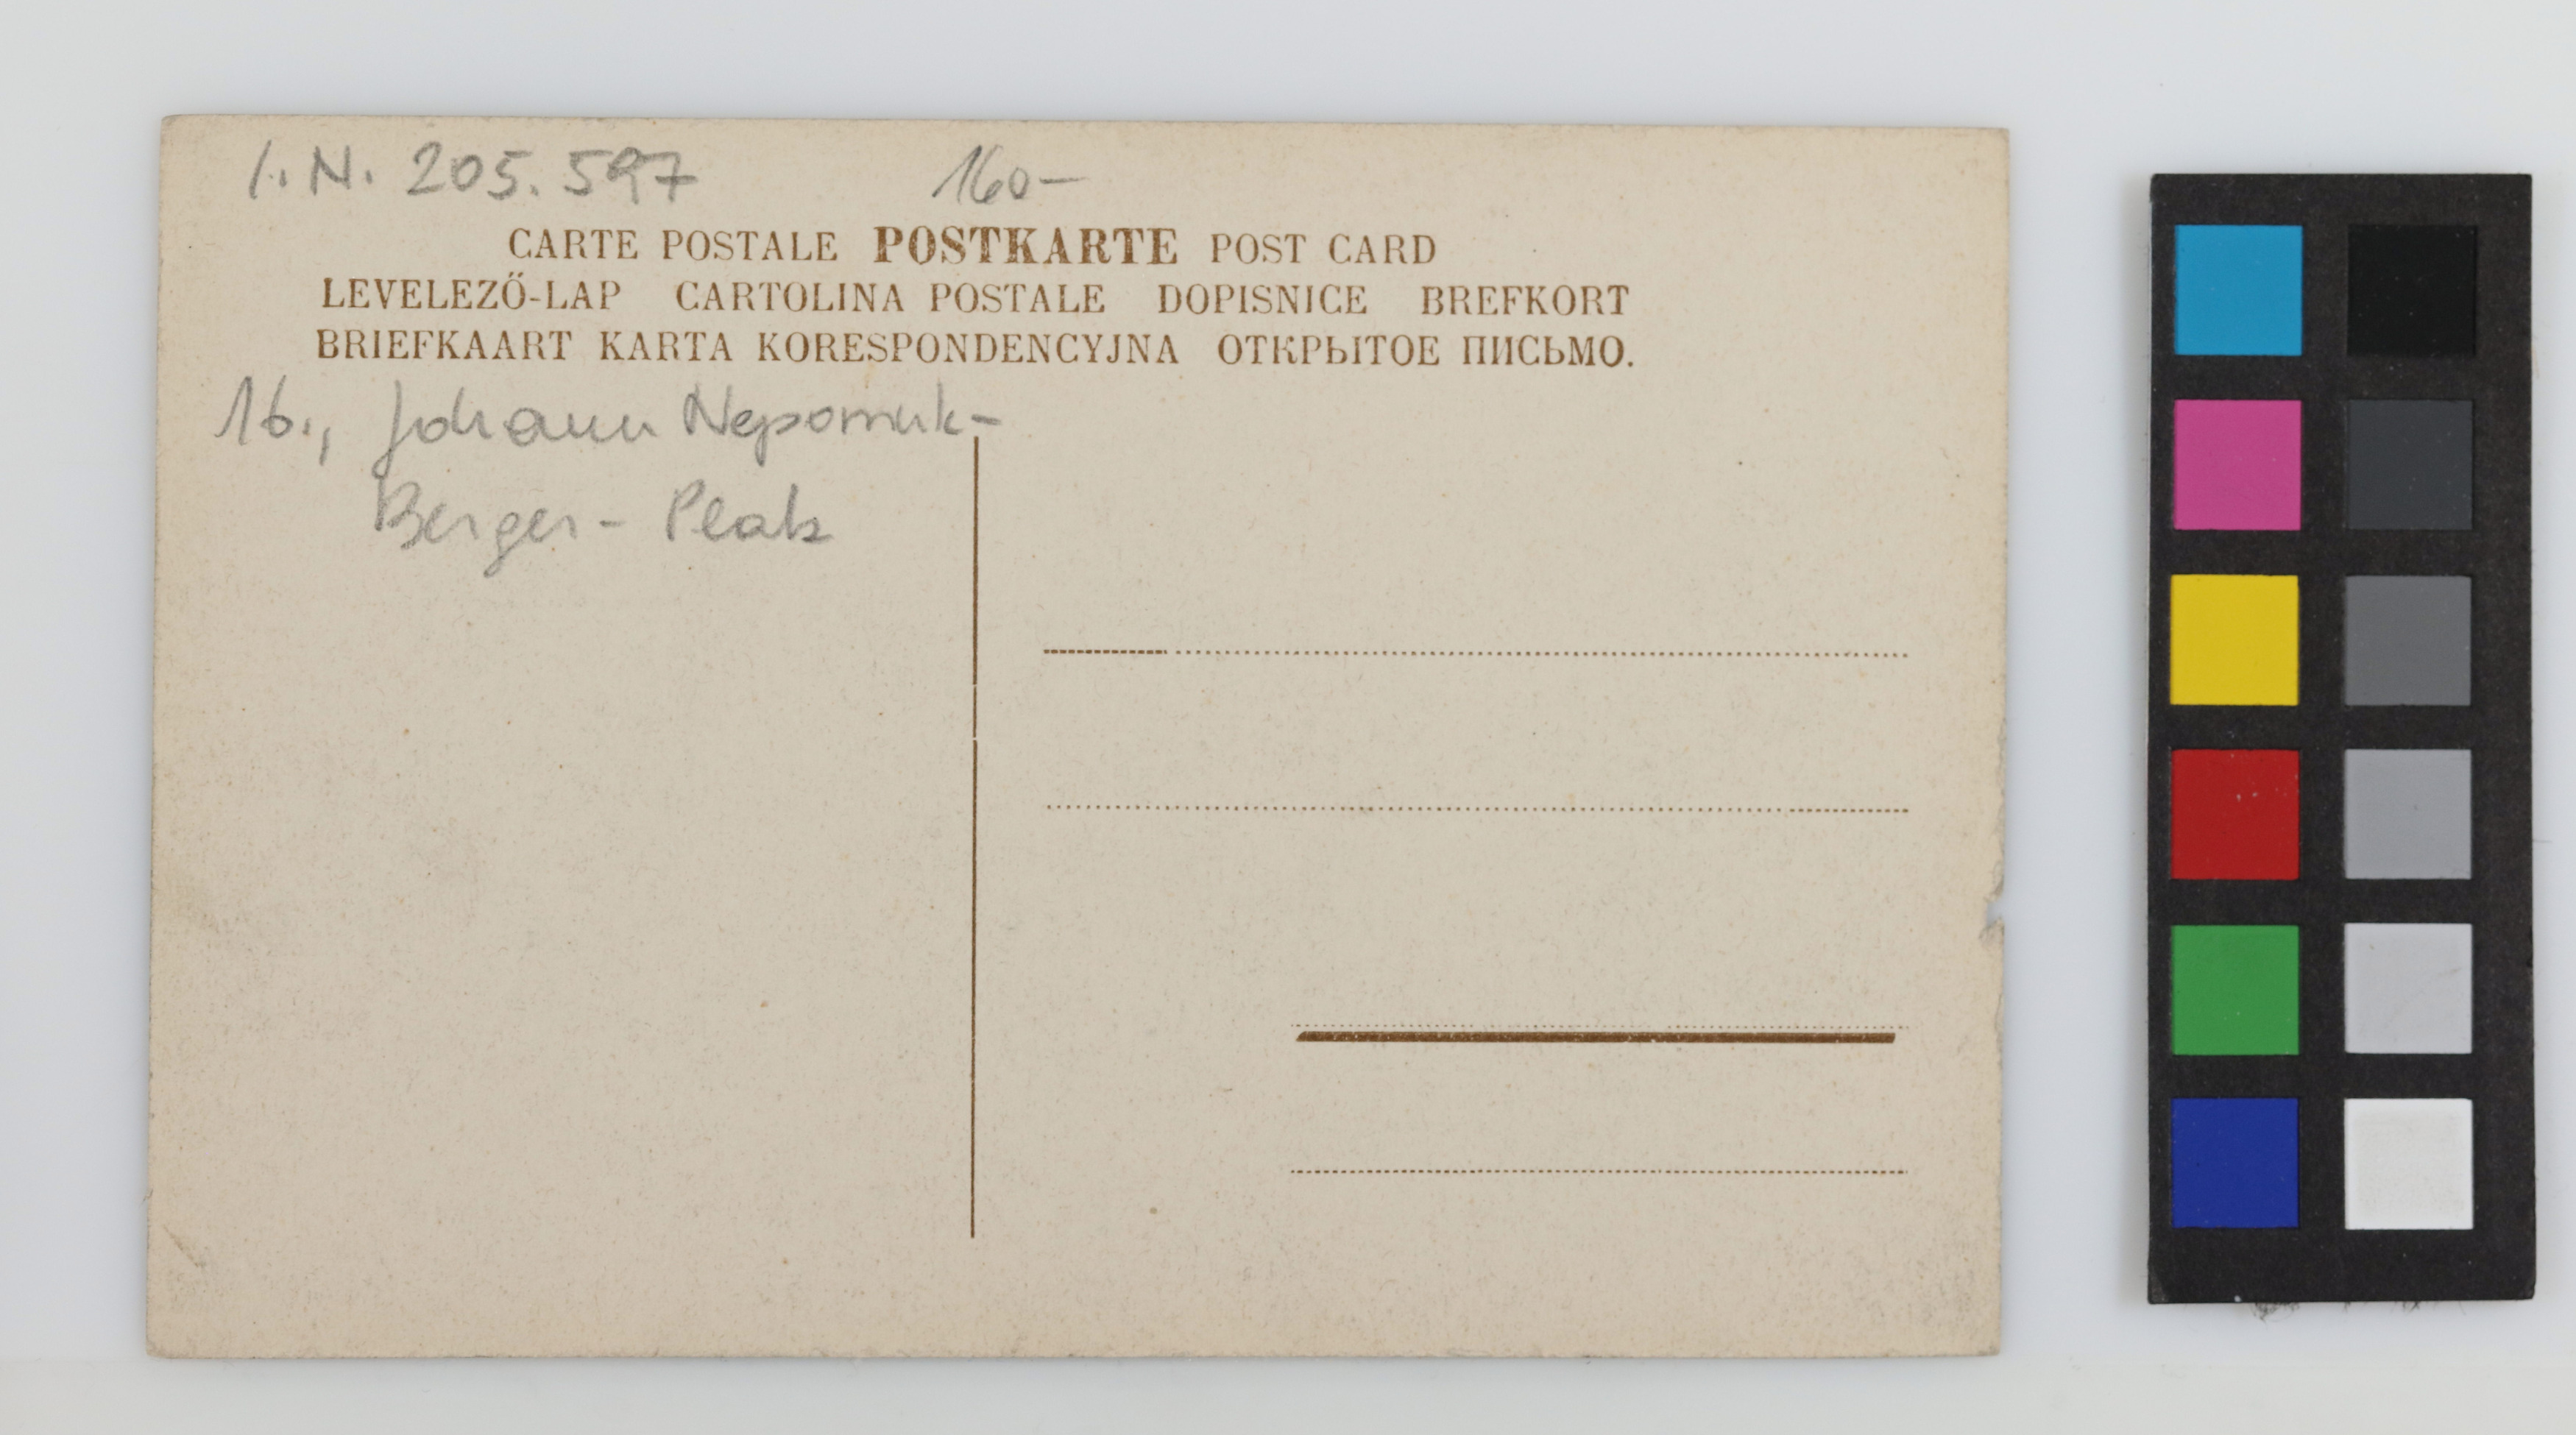 I.N. 205.597 160-
CARTE POSTALE POSTKARTE POST CARD
LEVELEZŐ-LAP CARTOLINA POSTALE DOPISNICE BREFKORT
BRIEFKAART KARTA KORESPONDENCYJNA ОТКРЫТОЕ ПИСЬМО.
16., Johann Nepomuk-
Berger-Platz